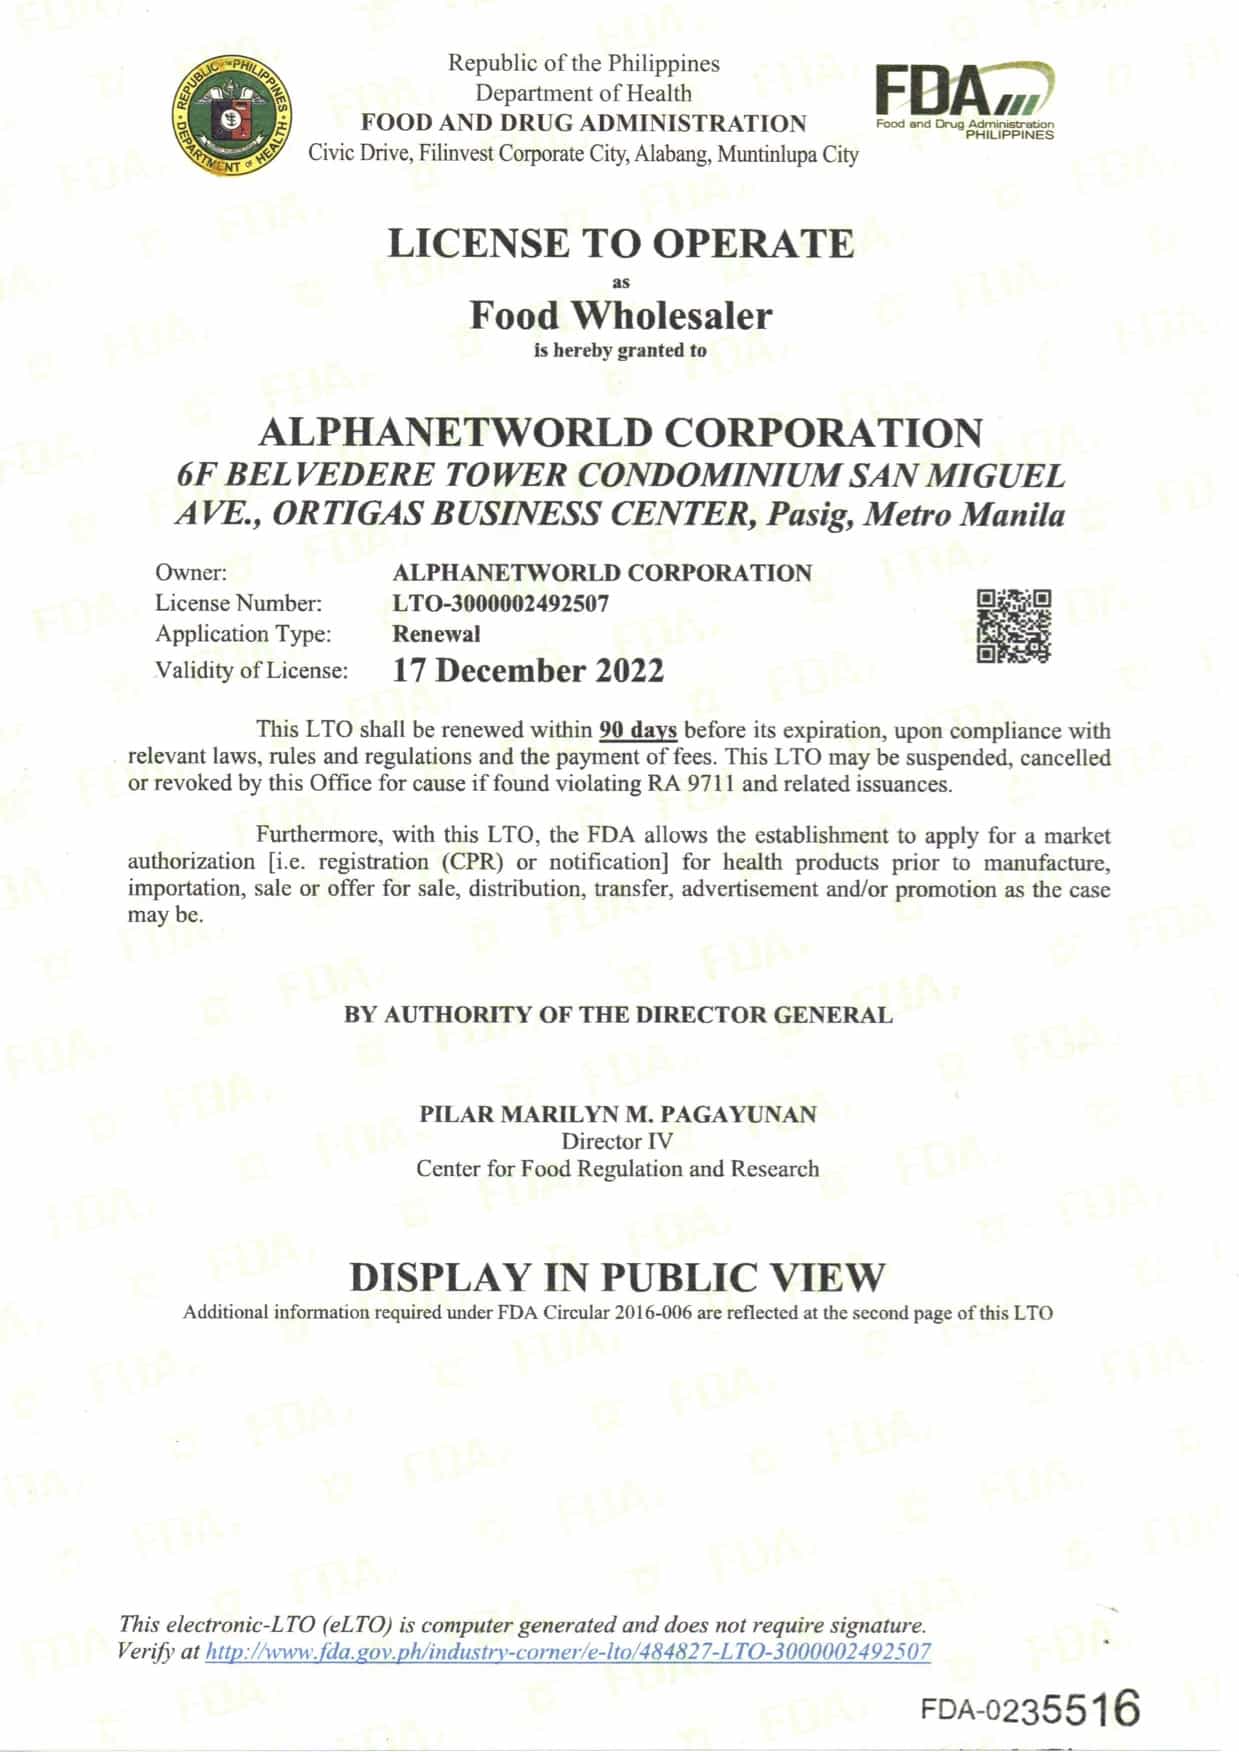 Republic of the Philippines
Department of Health
FOOD AND DRUG ADMINISTRATION
Civic Drive, Filinvest Corporate City, Alabang, Muntinlupa City
REPUBLIC OF THE PHILIPPINES
DEPARTMENT OF HEALTH
FDA
Food and Drug Administration
PHILIPPINES
LICENSE TO OPERATE
as
Food Wholesaler
is hereby granted to
ALPHANETWORLD CORPORATION
6F BELVEDERE TOWER CONDOMINIUM SAN MIGUEL
AVE., ORTIGAS BUSINESS CENTER, Pasig, Metro Manila
Owner: ALPHANETWORLD CORPORATION
License Number: LTO-3000002492507
Application Type: Renewal
Validity of License: 17 December 2022
This LTO shall be renewed within 90 days before its expiration, upon compliance with
relevant laws, rules and regulations and the payment of fees. This LTO may be suspended, cancelled
or revoked by this Office for cause if found violating RA 9711 and related issuances.
Furthermore, with this LTO, the FDA allows the establishment to apply for a market
authorization [i.e. registration (CPR) or notification] for health products prior to manufacture,
importation, sale or offer for sale, distribution, transfer, advertisement and/or promotion as the case
may be.
BY AUTHORITY OF THE DIRECTOR GENERAL
PILAR MARILYN M. PAGAYUNAN
Director IV
Center for Food Regulation and Research
DISPLAY IN PUBLIC VIEW
Additional information required under FDA Circular 2016-006 are reflected at the second page of this LTO
This electronic-LTO (eLTO) is computer generated and does not require signature.
Verify at http://www.fda.gov.ph/industry-corner/e-lto/484827-LTO-3000002492507
FDA-0235516